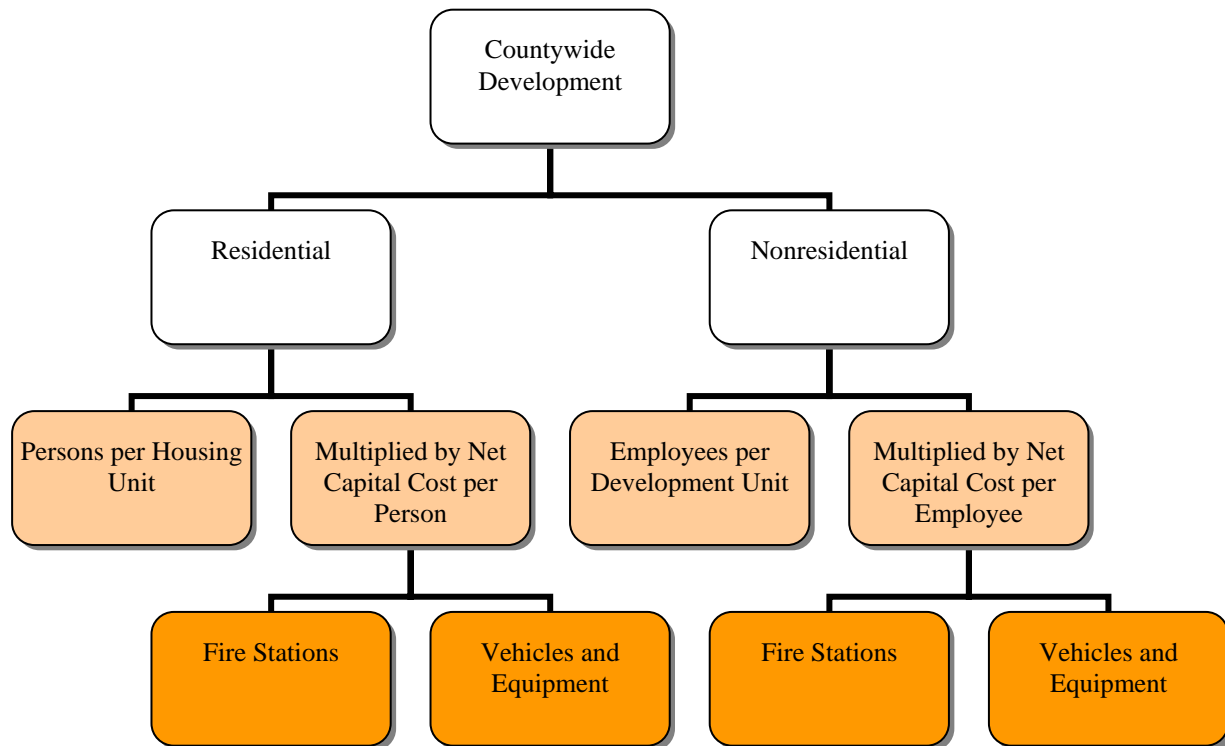 Countywide
Development
Residential
Nonresidential
Persons per Housing
Unit
Multiplied by Net
Capital Cost per
Person
Employees per
Development Unit
Multiplied by Net
Capital Cost per
Employee
Fire Stations
Vehicles and
Equipment
Fire Stations
Vehicles and
Equipment